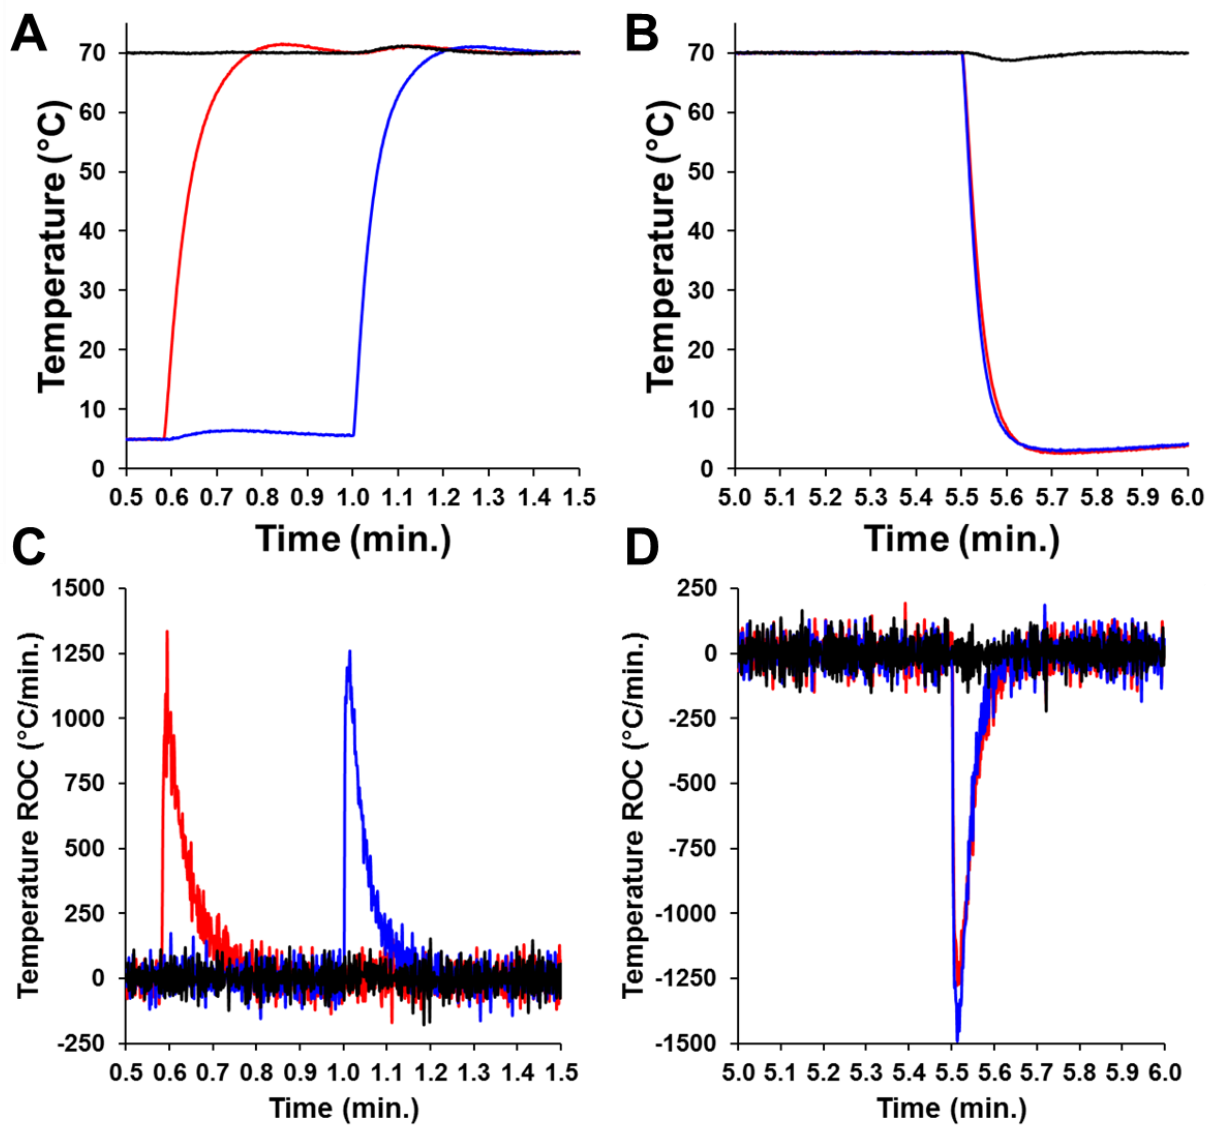 A
Temperature (°C)
70
60
50
40
30
20
10
0
0.5 0.6 0.7 0.8 0.9 1.0 1.1 1.2 1.3 1.4 1.5
Time (min.)
B
Temperature (°C)
70
60
50
40
30
20
10
0
5.0 5.1 5.2 5.3 5.4 5.5 5.6 5.7 5.8 5.9 6.0
Time (min.)
C
Temperature ROC (°C/min.)
1500
1250
1000
750
500
250
0
-250
0.5 0.6 0.7 0.8 0.9 1.0 1.1 1.2 1.3 1.4 1.5
Time (min.)
D
Temperature ROC (°C/min.)
250
0
-250
-500
-750
-1000
-1250
-1500
5.0 5.1 5.2 5.3 5.4 5.5 5.6 5.7 5.8 5.9 6.0
Time (min.)